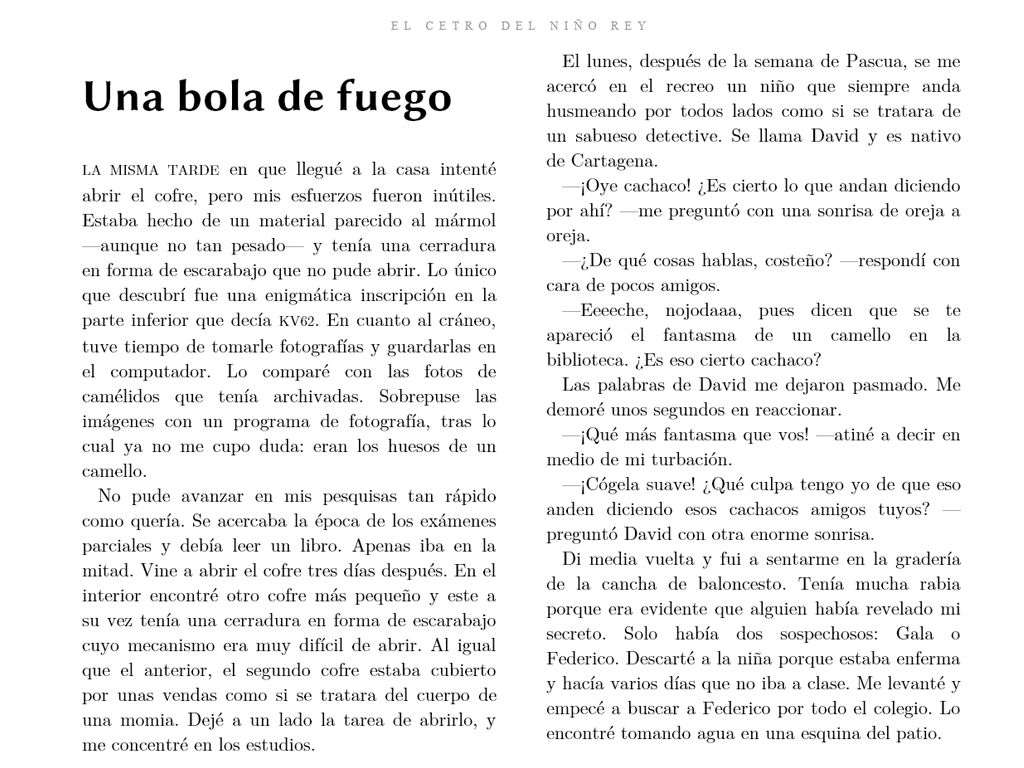 EL CETRO DEL NIÑO REY
Una bola de fuego
LA MISMA TARDE en que llegué a la casa intenté
abrir el cofre, pero mis esfuerzos fueron inútiles.
Estaba hecho de un material parecido al mármol
—aunque no tan pesado— y tenía una cerradura
en forma de escarabajo que no pude abrir. Lo único
que descubrí fue una enigmática inscripción en la
parte inferior que decía KV62. En cuanto al cráneo,
tuve tiempo de tomarle fotografías y guardarlas en
el computador. Lo comparé con las fotos de
camélidos que tenía archivadas. Sobrepuse las
imágenes con un programa de fotografía, tras lo
cual ya no me cupo duda: eran los huesos de un
camello.
No pude avanzar en mis pesquisas tan rápido
como quería. Se acercaba la época de los exámenes
parciales y debía leer un libro. Apenas iba en la
mitad. Vine a abrir el cofre tres días después. En el
interior encontré otro cofre más pequeño y este a
su vez tenía una cerradura en forma de escarabajo
cuyo mecanismo era muy difícil de abrir. Al igual
que el anterior, el segundo cofre estaba cubierto
por unas vendas como si se tratara del cuerpo de
una momia. Dejé a un lado la tarea de abrirlo, y
me concentré en los estudios.
El lunes, después de la semana de Pascua, se me
acercó en el recreo un niño que siempre anda
husmeando por todos lados como si se tratara de
un sabueso detective. Se llama David y es nativo
de Cartagena.
—¡Oye cachaco! ¿Es cierto lo que andan diciendo
por ahí? —me preguntó con una sonrisa de oreja a
oreja.
—¿De qué cosas hablas, costeño? —respondí con
cara de pocos amigos.
—Eeeeche, nojodaaa, pues dicen que se te
apareció el fantasma de un camello en la
biblioteca. ¿Es eso cierto cachaco?
Las palabras de David me dejaron pasmado. Me
demoré unos segundos en reaccionar.
—¡Qué más fantasma que vos! —atiné a decir en
medio de mi turbación.
—¡Cógela suave! ¿Qué culpa tengo yo de que eso
anden diciendo esos cachacos amigos tuyos? —
preguntó David con otra enorme sonrisa.
Di media vuelta y fui a sentarme en la gradería
de la cancha de baloncesto. Tenía mucha rabia
porque era evidente que alguien había revelado mi
secreto. Solo había dos sospechosos: Gala o
Federico. Descarté a la niña porque estaba enferma
y hacía varios días que no iba a clase. Me levanté y
empecé a buscar a Federico por todo el colegio. Lo
encontré tomando agua en una esquina del patio.